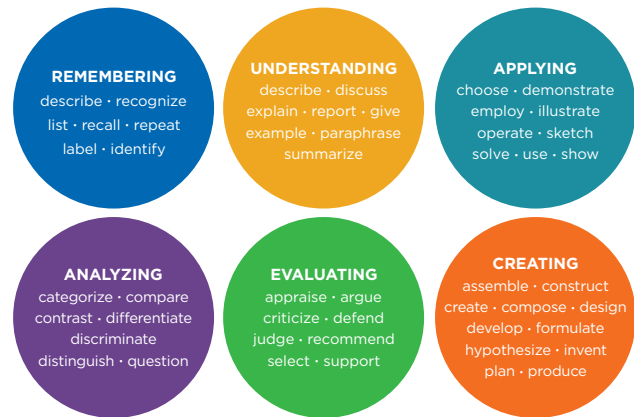 REMEMBERING
describe · recognize
list · recall · repeat
label · identify
UNDERSTANDING
describe · discuss
explain · report · give
example · paraphrase
summarize
APPLYING
choose · demonstrate
employ · illustrate
operate · sketch
solve · use · show
ANALYZING
categorize · compare
contrast · differentiate
discriminate
distinguish · question
EVALUATING
appraise · argue
criticize · defend
judge · recommend
select · support
CREATING
assemble · construct
create · compose · design
develop · formulate
hypothesize · invent
plan · produce